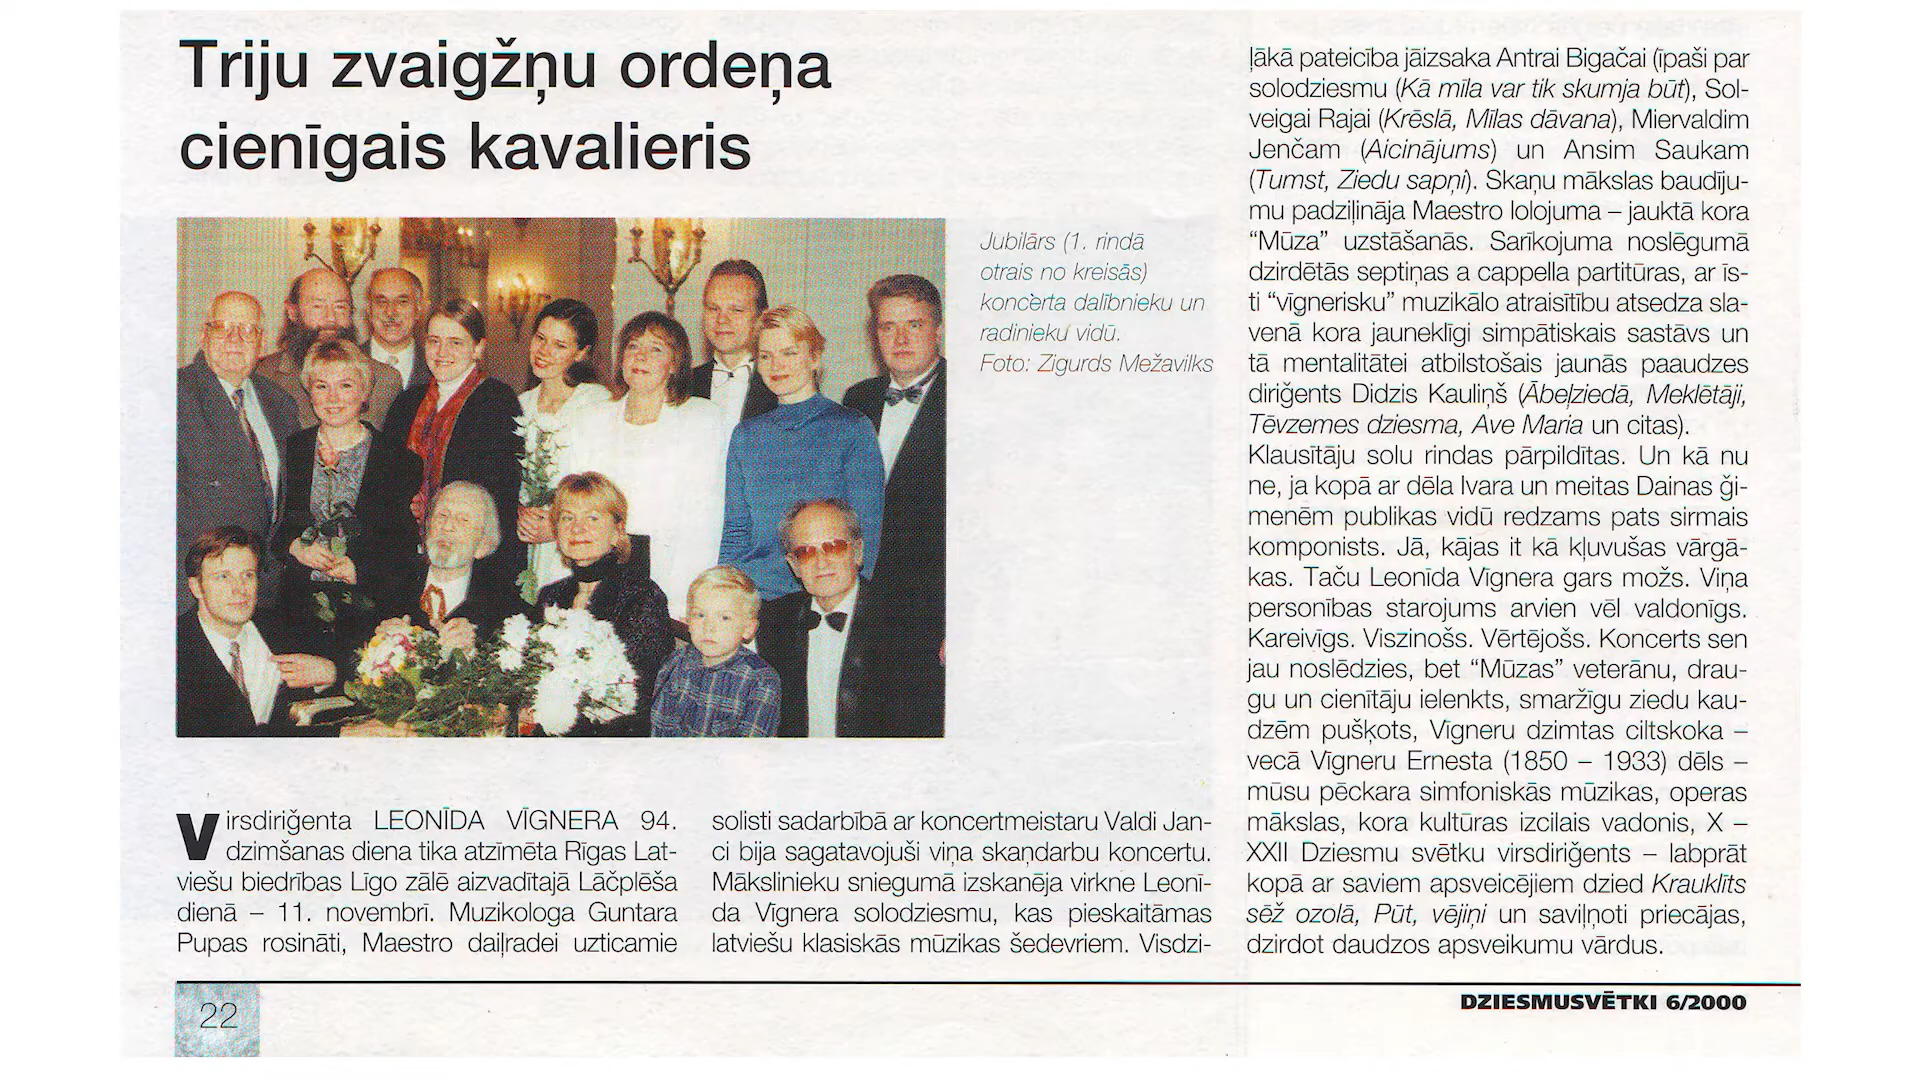 Triju zvaigžņu ordeņa
cienīgais kavalieris
Jubilārs (1. rindā
otrais no kreisās)
koncerta dalībnieku un
radinieku vidū.
Foto: Zigurds Mežavilks
Virsdiriģenta LEONĪDA VĪGNERA 94.
dzimšanas diena tika atzīmēta Rīgas Lat-
viešu biedrības Līgo zālē aizvadītajā Lāčplēša
dienā – 11. novembrī. Muzikologa Guntara
Pupas rosināti, Maestro daiļradei uzticamie
solisti sadarbībā ar koncertmeistaru Valdi Jan-
ci bija sagatavojuši viņa skaņdarbu koncertu.
Mākslinieku sniegumā izskanēja virkne Leonī-
da Vīgnera solodziesmu, kas pieskaitāmas
latviešu klasiskās mūzikas šedevriem. Visdzi-
ļākā pateicība jāizsaka Antrai Bigačai (īpaši par
solodziesmu (Kā mīla var tik skumja būt), Sol-
veigai Rajai (Krēslā, Mīlas dāvana), Miervaldim
Jenčam (Aicinājums) un Ansim Saukam
(Tumst, Ziedu sapņi). Skaņu mākslas baudīju-
mu padziļināja Maestro lolojuma – jauktā kora
“Mūza” uzstāšanās. Sarīkojuma noslēgumā
dzirdētās septiņas a cappella partitūras, ar īs-
ti “vīgnerisku” muzikālo atraisītību atsedza sla-
venā kora jauneklīgi simpātiskais sastāvs un
tā mentalitātei atbilstošais jaunās paaudzes
diriģents Didzis Kauliņš (Ābeļziedā, Meklētāji,
Tēvzemes dziesma, Ave Maria un citas).
Klausītāju solu rindas pārpildītas. Un kā nu
ne, ja kopā ar dēla Ivara un meitas Dainas ģi-
menēm publikas vidū redzams pats sirmais
komponists. Jā, kājas it kā kļuvušas vārgā-
kas. Taču Leonīda Vīgnera gars možs. Viņa
personības starojums arvien vēl valdonīgs.
Kareivīgs. Viszinošs. Vērtējošs. Koncerts sen
jau noslēdzies, bet “Mūzas” veterānu, drau-
gu un cienītāju ielenkts, smaržīgu ziedu kau-
dzēm pušķots, Vīgneru dzimtas ciltskoka –
vecā Vīgneru Ernesta (1850 – 1933) dēls –
mūsu pēckara simfoniskās mūzikas, operas
mākslas, kora kultūras izcilais vadonis, X –
XXII Dziesmu svētku virsdiriģents – labprāt
kopā ar saviem apsveicējiem dzied Krauklīts
sēž ozolā, Pūt, vējiņi un saviļņoti priecājas,
dzirdot daudzos apsveikumu vārdus.
22
DZIESMUSVĒTKI 6/2000